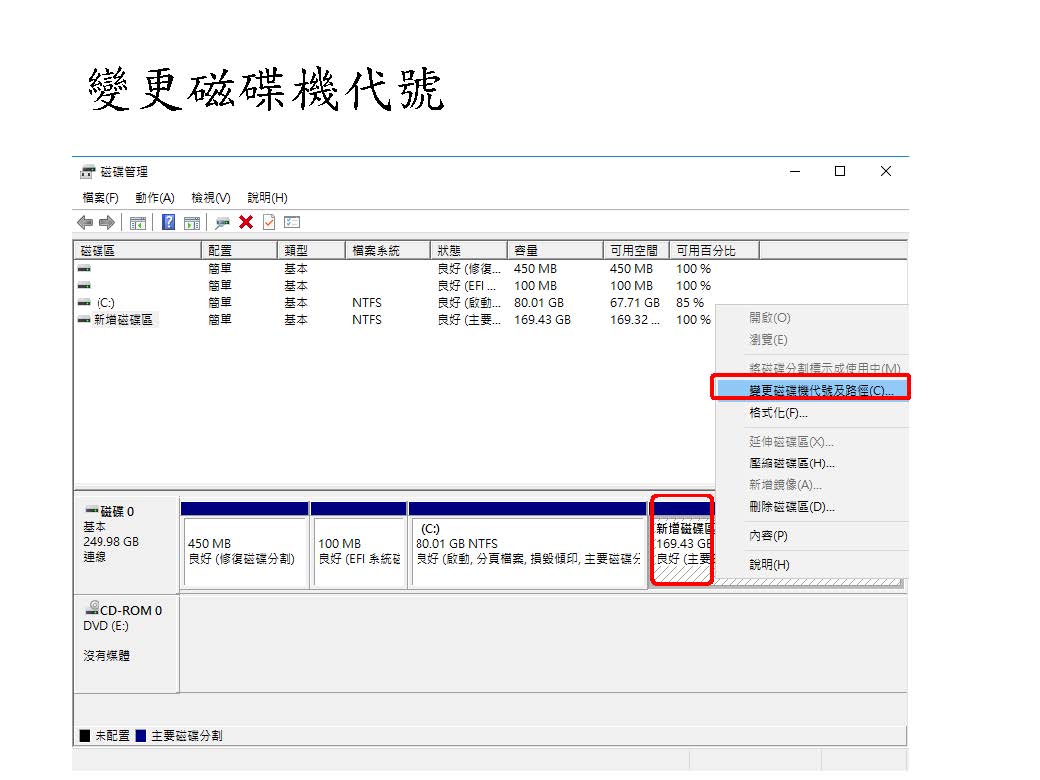 變更磁碟機代號
磁碟管理
檔案(F) 動作(A) 檢視(V) 說明(H)
磁碟區 配置 類型 檔案系統 狀態 容量 可用空間 可用百分比
簡單 基本 良好 (修復... 450 MB 450 MB 100 %
簡單 基本 良好 (EFI ... 100 MB 100 MB 100 %
(C:) 簡單 基本 NTFS 良好 (啟動... 80.01 GB 67.71 GB 85 %
新增磁碟區 簡單 基本 NTFS 良好 (主要... 169.43 GB 169.32 ... 100 %
開啟(O)
瀏覽(E)
將磁碟分割標示成使用中(M)
變更磁碟機代號及路徑(C)...
格式化(F)...
延伸磁碟區(X)...
壓縮磁碟區(H)...
新增鏡像(A)...
刪除磁碟區(D)...
內容(P)
說明(H)
磁碟 0
基本
249.98 GB
連線
450 MB
良好 (修復磁碟分割)
100 MB
良好 (EFI 系統磁
(C:)
80.01 GB NTFS
良好 (啟動, 分頁檔案, 損毀傾印, 主要磁碟分
新增磁碟區
169.43 GB
良好 (主要
CD-ROM 0
DVD (E:)
沒有媒體
未配置 主要磁碟分割